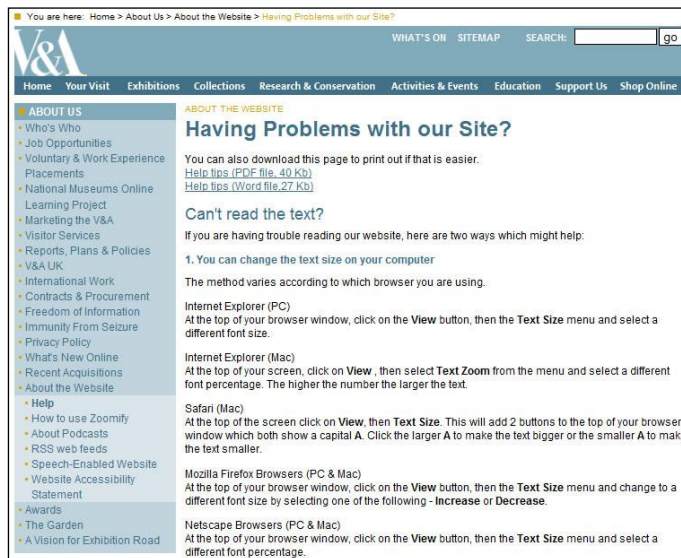 You are here: Home > About Us > About the Website > Having Problems with our Site?
V&A
WHAT'S ON SITEMAP SEARCH: go
Home Your Visit Exhibitions Collections Research & Conservation Activities & Events Education Support Us Shop Online
ABOUT US
Who's Who
Job Opportunities
Voluntary & Work Experience
Placements
National Museums Online
Learning Project
Marketing the V&A
Visitor Services
Reports, Plans & Policies
V&A UK
International Work
Contracts & Procurement
Freedom of Information
Immunity From Seizure
Privacy Policy
What's New Online
Recent Acquisitions
About the Website
Help
How to use Zoomify
About Podcasts
RSS web feeds
Speech-Enabled Website
Website Accessibility
Statement
Awards
The Garden
A Vision for Exhibition Road
ABOUT THE WEBSITE
Having Problems with our Site?
You can also download this page to print out if that is easier.
Help tips (PDF file, 40 Kb)
Help tips (Word file,27 Kb)
Can't read the text?
If you are having trouble reading our website, here are two ways which might help:
1. You can change the text size on your computer
The method varies according to which browser you are using.
Internet Explorer (PC)
At the top of your browser window, click on the View button, then the Text Size menu and select a
different font size.
Internet Explorer (Mac)
At the top of your screen, click on View , then select Text Zoom from the menu and select a different
font percentage. The higher the number the larger the text.
Safari (Mac)
At the top of the screen click on View, then Text Size. This will add 2 buttons to the top of your browser
window which both show a capital A. Click the larger A to make the text bigger or the smaller A to mak
the text smaller.
Mozilla Firefox Browsers (PC & Mac)
At the top of your browser window, click on the View button, then the Text Size menu and change to a
different font size by selecting one of the following - Increase or Decrease.
Netscape Browsers (PC & Mac)
At the top of your browser window, click on the View button, then the Text Size menu and select a
different font percentage.